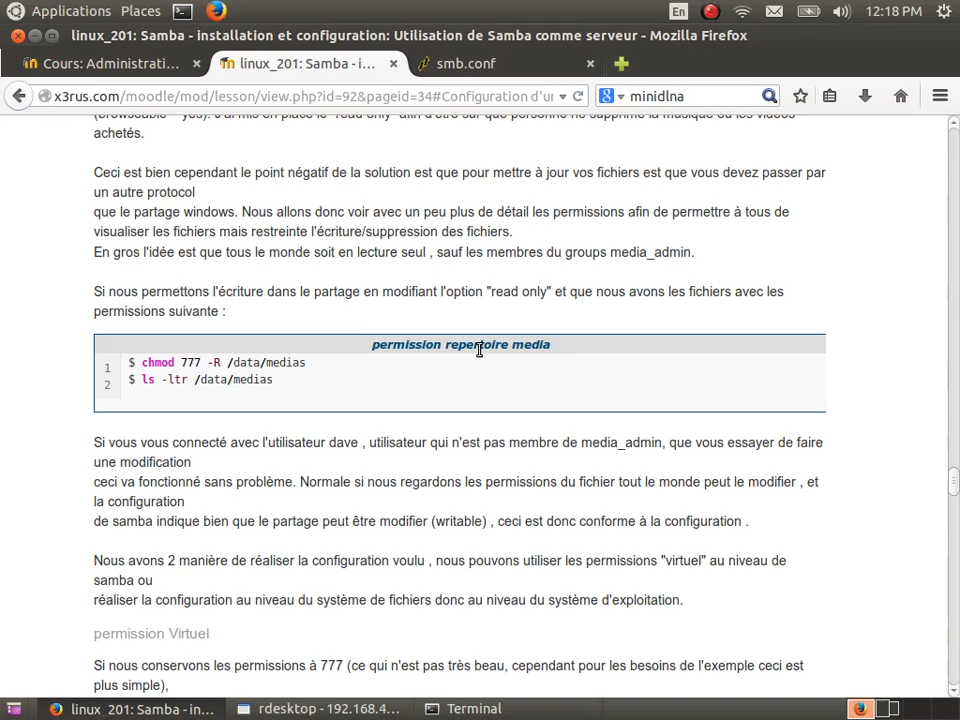 Applications Places En 12:18 PM
linux_201: Samba - installation et configuration: Utilisation de Samba comme serveur - Mozilla Firefox
Cours: Administrati... linux_201: Samba - i... smb.conf
x3rus.com/moodle/mod/lesson/view.php?id=92&pageid=34#Configuration d'u minidlna
(browseable = yes). J'ai mis en place le "read only" afin d'être sur que personne ne supprime la musique ou les vidéos
achetés.
Ceci est bien cependant le point négatif de la solution est que pour mettre à jour vos fichiers est que vous devez passer par
un autre protocol
que le partage windows. Nous allons donc voir avec un peu plus de détail les permissions afin de permettre à tous de
visualiser les fichiers mais restreinte l'écriture/suppression des fichiers.
En gros l'idée est que tous le monde soit en lecture seul , sauf les membres du groups media_admin.
Si nous permettons l'écriture dans le partage en modifiant l'option "read only" et que nous avons les fichiers avec les
permissions suivante :
permission repertoire media
1 $ chmod 777 -R /data/medias
2 $ ls -ltr /data/medias
Si vous vous connecté avec l'utilisateur dave , utilisateur qui n'est pas membre de media_admin, que vous essayer de faire
une modification
ceci va fonctionné sans problème. Normale si nous regardons les permissions du fichier tout le monde peut le modifier , et
la configuration
de samba indique bien que le partage peut être modifier (writable) , ceci est donc conforme à la configuration .
Nous avons 2 manière de réaliser la configuration voulu , nous pouvons utiliser les permissions "virtuel" au niveau de
samba ou
réaliser la configuration au niveau du système de fichiers donc au niveau du système d'exploitation.
permission Virtuel
Si nous conservons les permissions à 777 (ce qui n'est pas très beau, cependant pour les besoins de l'exemple ceci est
plus simple),
linux_201: Samba - in... rdesktop - 192.168.4... Terminal